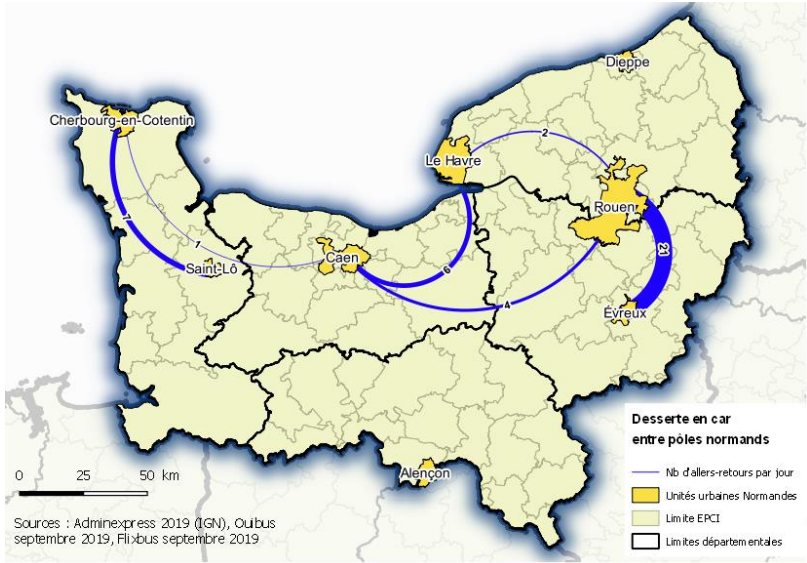 Dieppe
Cherbourg-en-Cotentin
2
Le Havre
Rouen
7
1
Saint-Lô
Caen
6
21
4
Évreux
Desserte en car
entre pôles normands
Nb d'allers-retours par jour
Unités urbaines Normandes
Limite EPCI
Limites départementales
Alençon
0 25 50 km
Sources : Adminexpress 2019 (IGN), Ouibus
septembre 2019, Flixbus septembre 2019